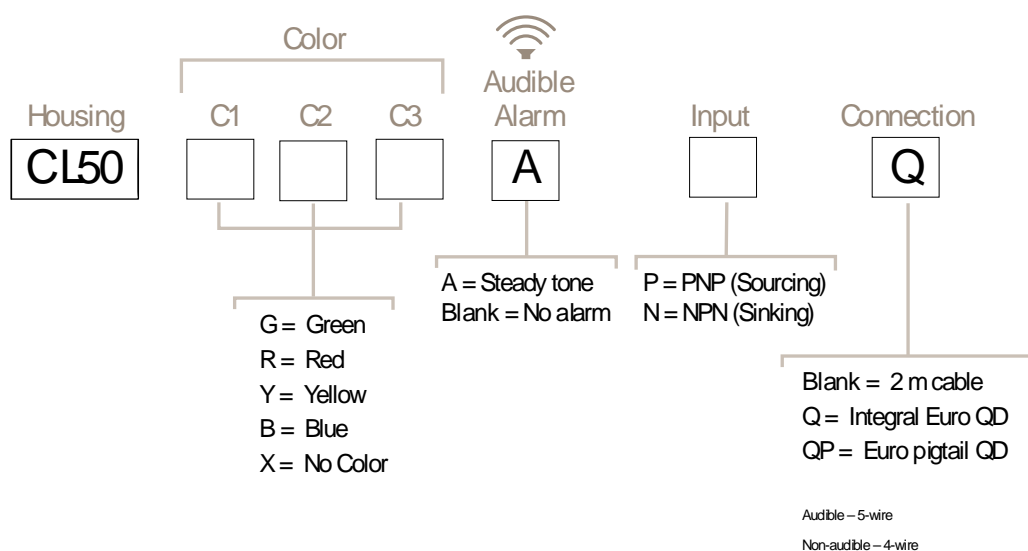 Color
Audible
Housing C1 C2 C3 Alarm Input Connection
CL50 A Q
A = Steady tone
Blank = No alarm
P = PNP (Sourcing)
N = NPN (Sinking)
G = Green
R = Red
Y = Yellow
B = Blue
X = No Color
Blank = 2 m cable
Q = Integral Euro QD
QP = Euro pigtail QD
Audible – 5-wire
Non-audible – 4-wire